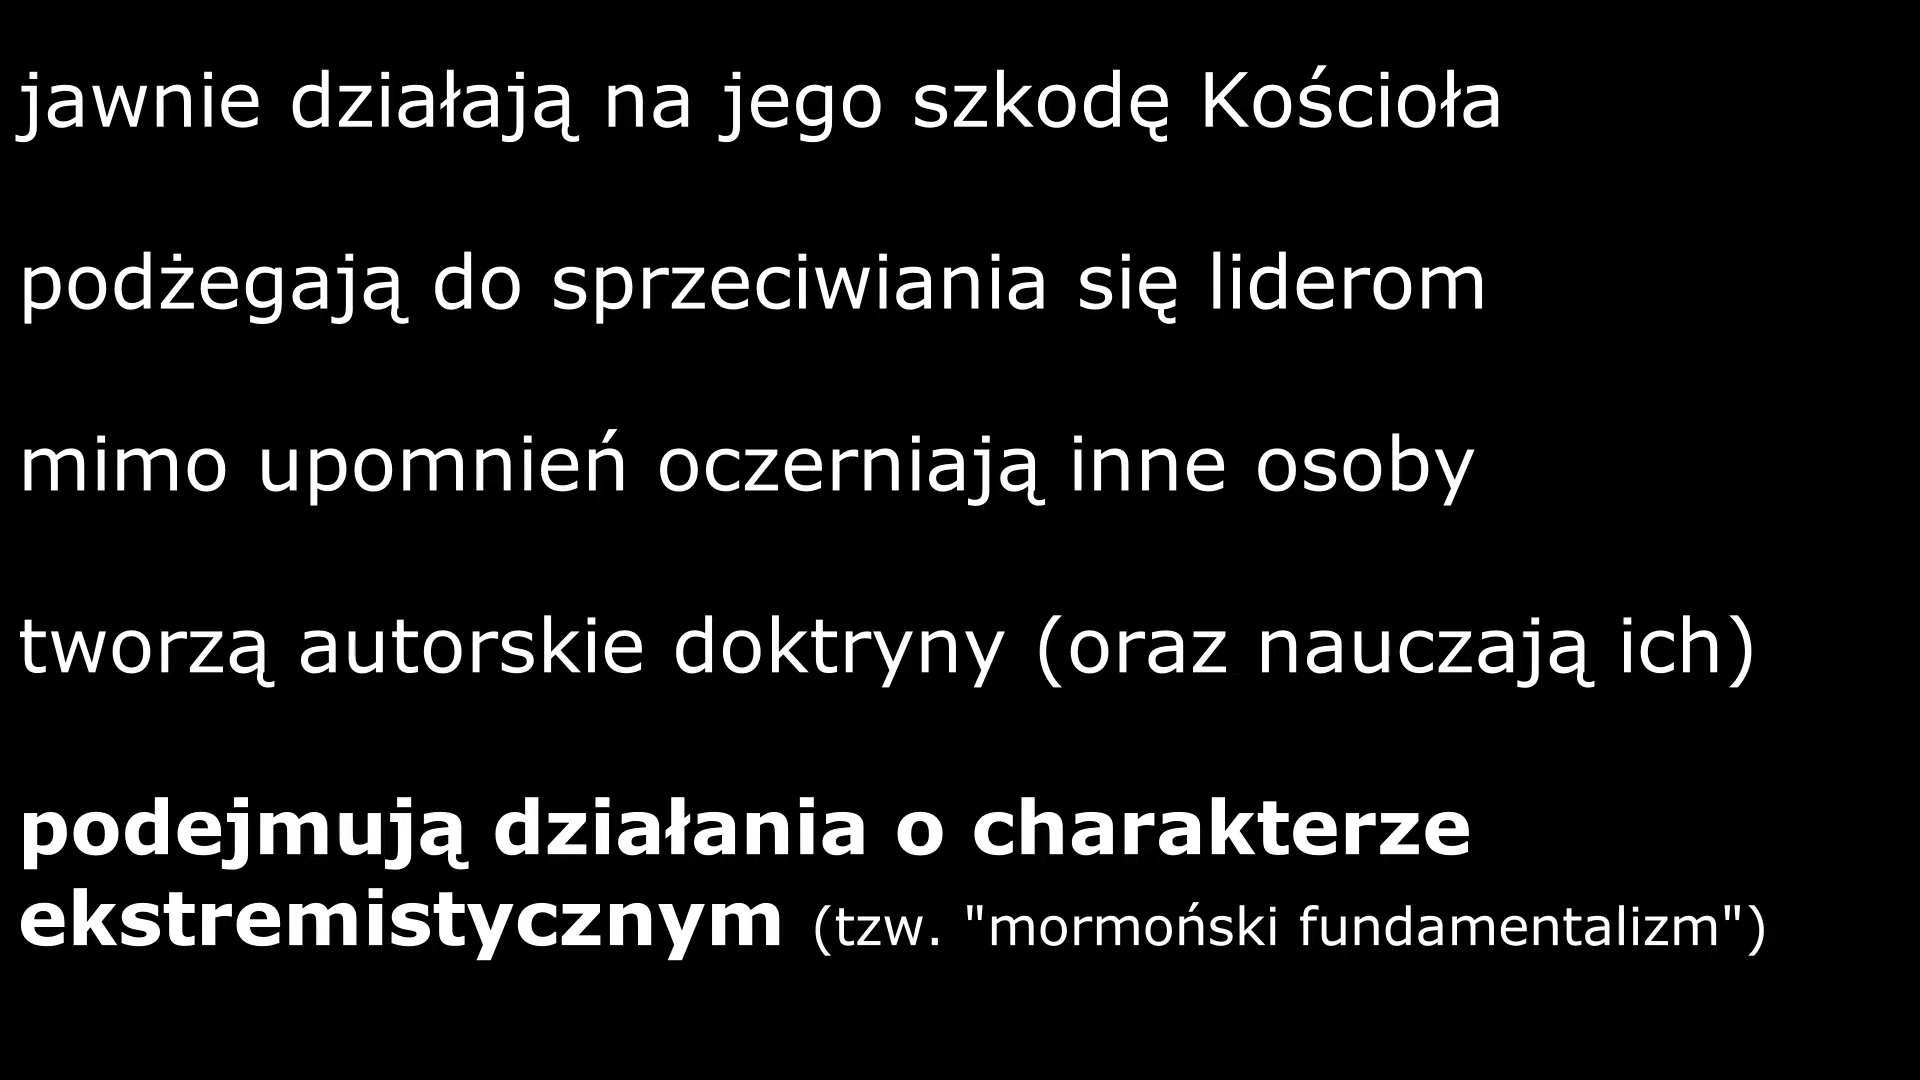 jawnie działają na jego szkodę Kościoła
podżegają do sprzeciwiania się liderom
mimo upomnień oczerniają inne osoby
tworzą autorskie doktryny (oraz nauczają ich)
podejmują działania o charakterze
ekstremistycznym (tzw. "mormoński fundamentalizm")